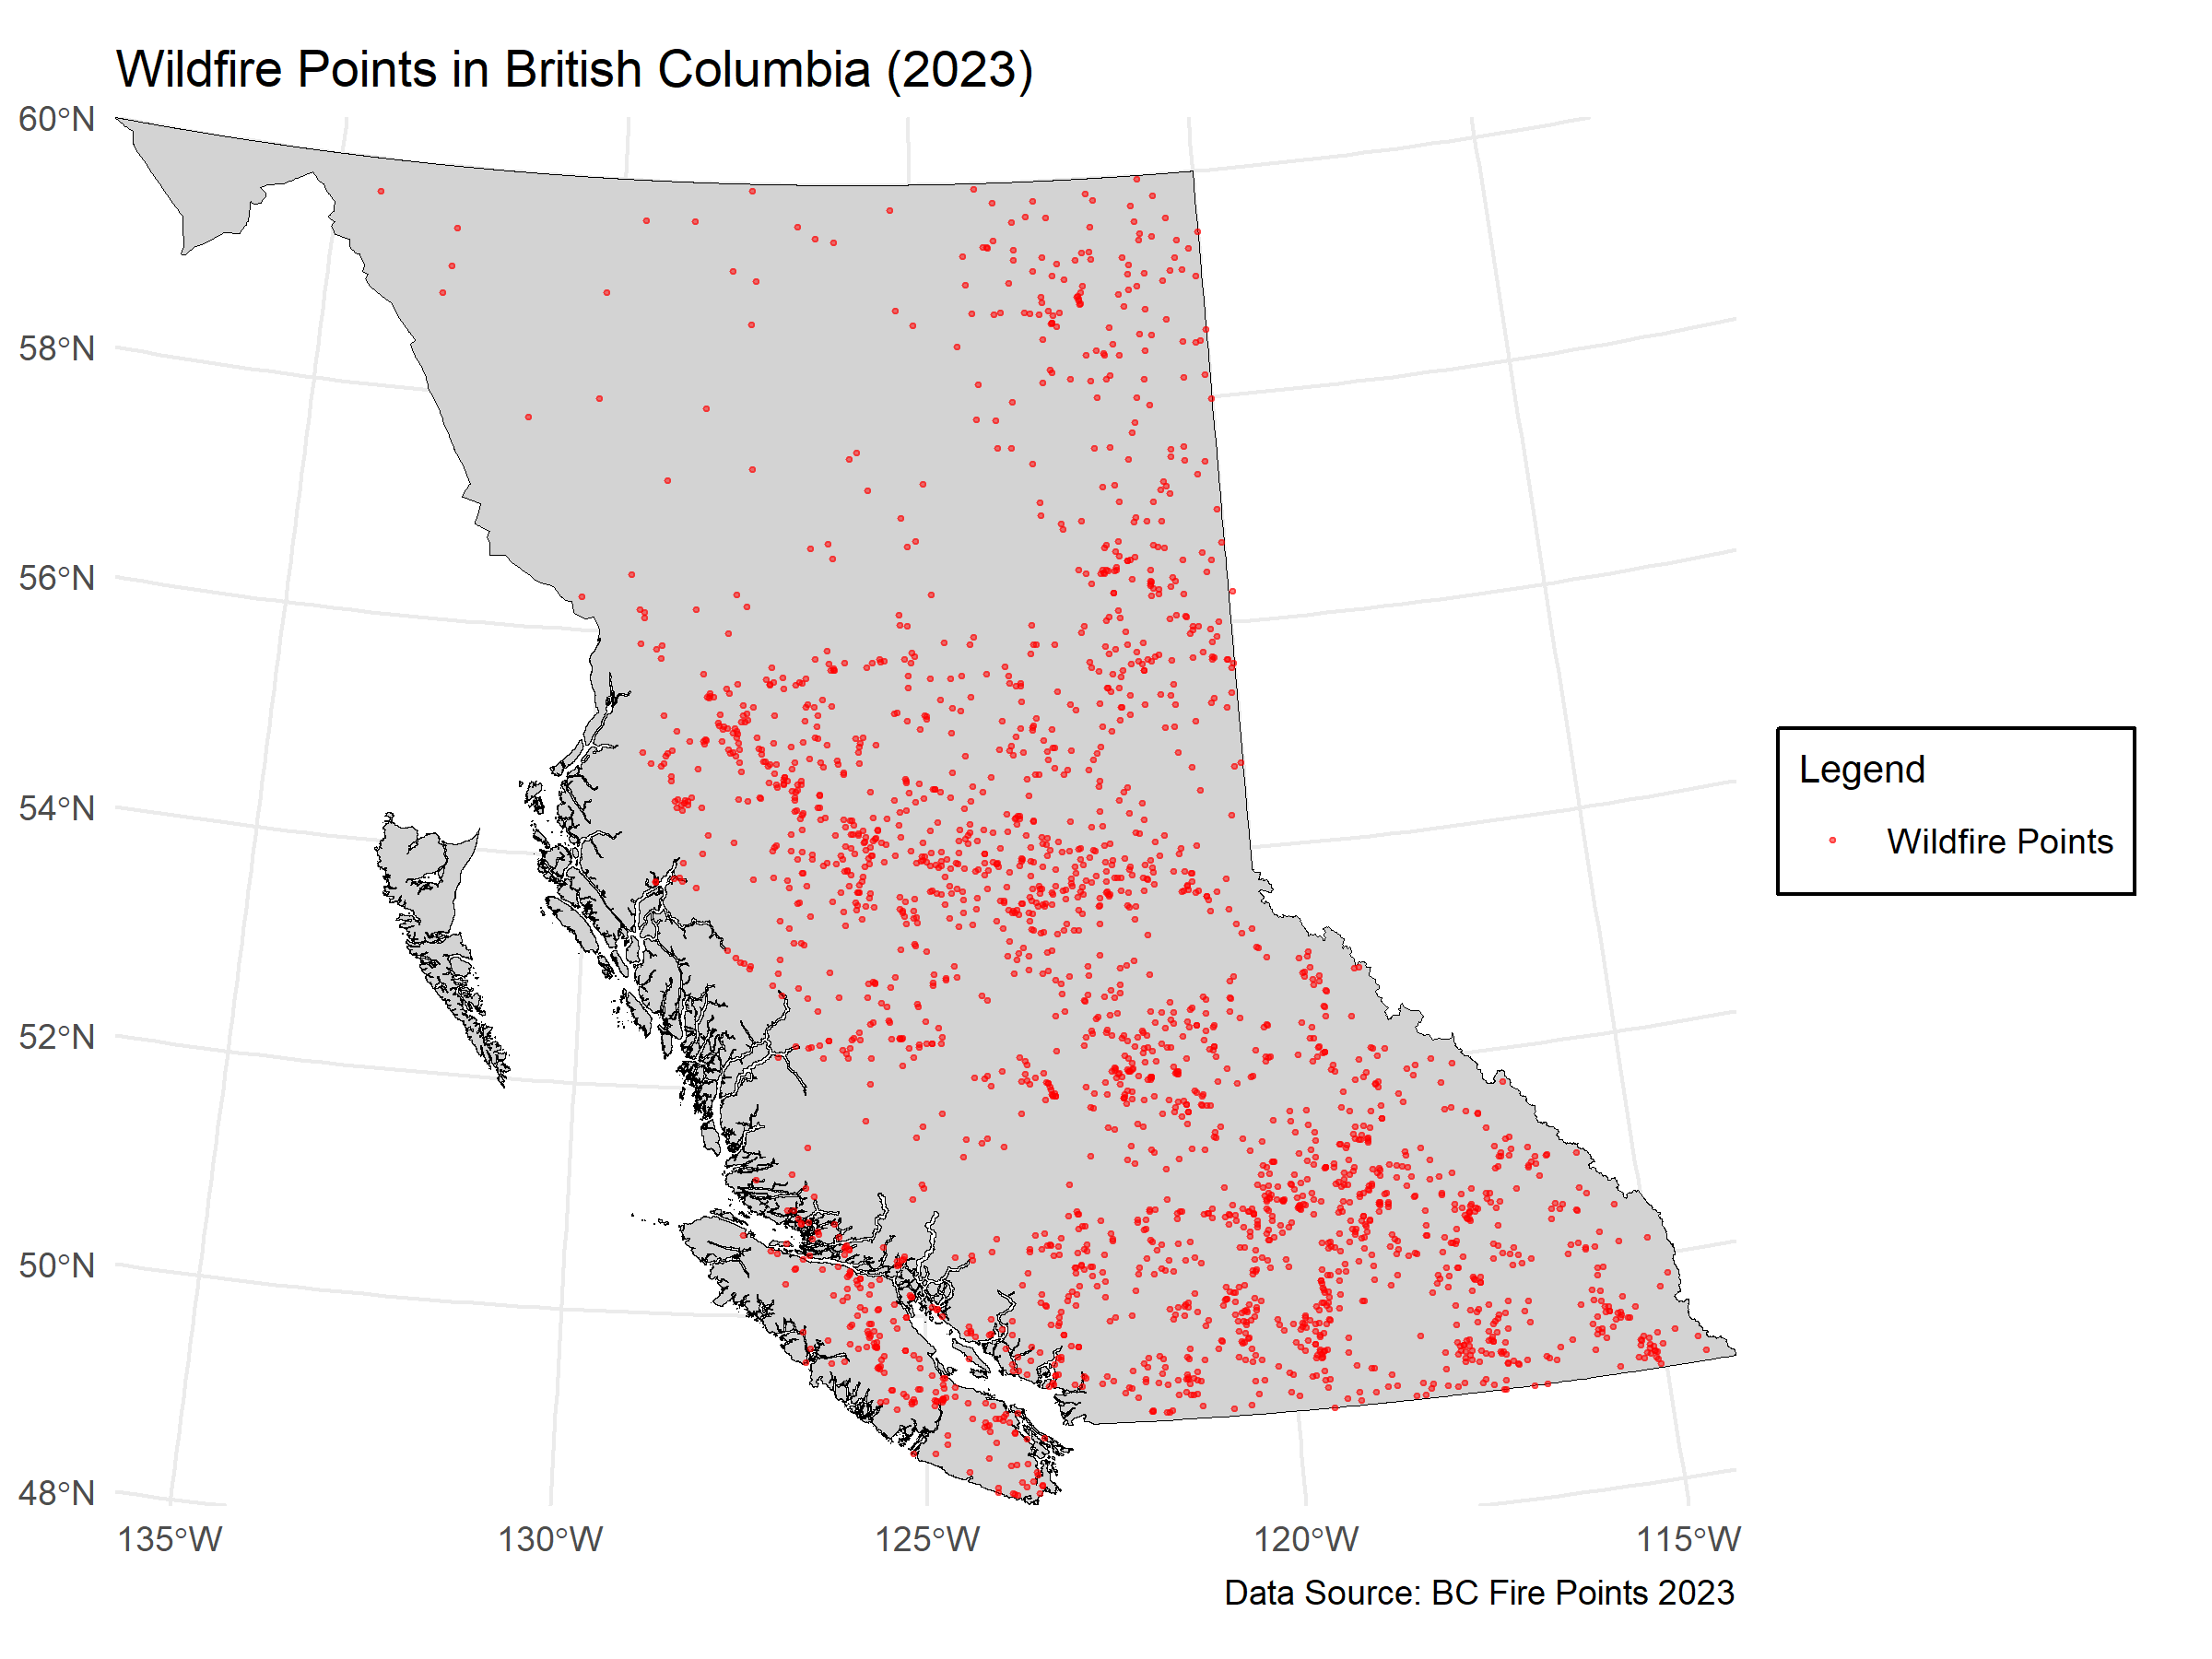 Wildfire Points in British Columbia (2023)
60°N
58°N
56°N
54°N
52°N
50°N
48°N
135°W
130°W
125°W
120°W
115°W
Legend
Wildfire Points
Data Source: BC Fire Points 2023